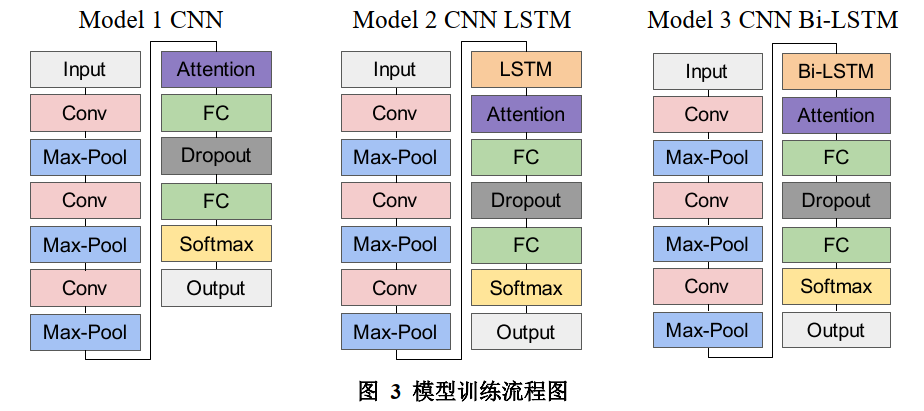 Model 1 CNN
Input
Conv
Max-Pool
Conv
Max-Pool
Conv
Max-Pool
Attention
FC
Dropout
FC
Softmax
Output
Model 2 CNN LSTM
Input
Conv
Max-Pool
Conv
Max-Pool
Conv
Max-Pool
LSTM
Attention
FC
Dropout
FC
Softmax
Output
Model 3 CNN Bi-LSTM
Input
Conv
Max-Pool
Conv
Max-Pool
Conv
Max-Pool
Bi-LSTM
Attention
FC
Dropout
FC
Softmax
Output
图 3 模型训练流程图